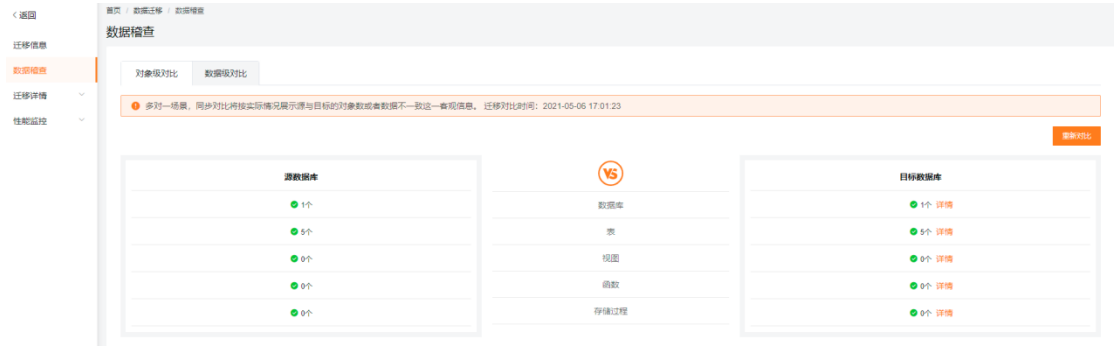 < 返回
迁移信息
数据稽查
迁移详情
性能监控
首页 / 数据迁移 / 数据稽查
数据稽查
对象级对比 数据级对比
多对一场景，同步对比将按实际情况展示源与目标的对象数或者数据不一致这一客观信息。 迁移对比时间：2021-05-06 17:01:23
重新对比
源数据库 VS 目标数据库
1个 数据库 1个 详情
5个 表 5个 详情
0个 视图 0个 详情
0个 函数 0个 详情
0个 存储过程 0个 详情